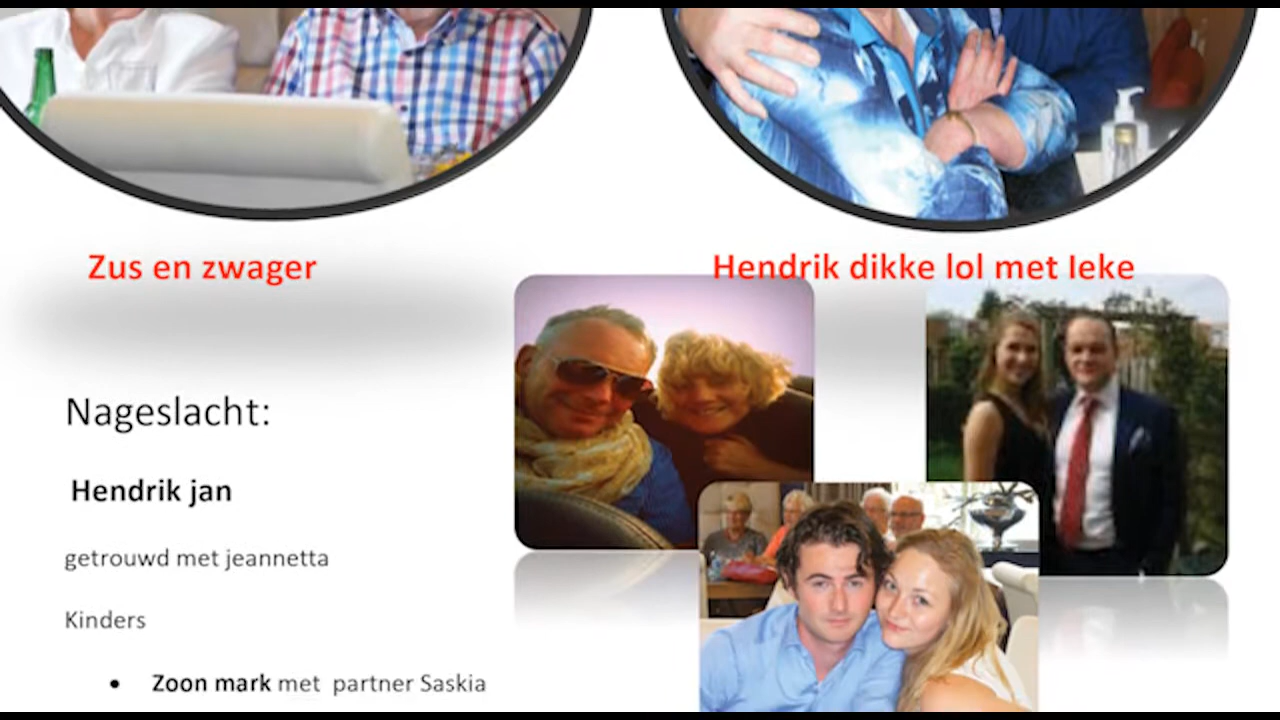 Zus en zwager
Hendrik dikke lol met Ieke
Nageslacht:
Hendrik jan
getrouwd met jeannetta
Kinders
• Zoon mark met partner Saskia